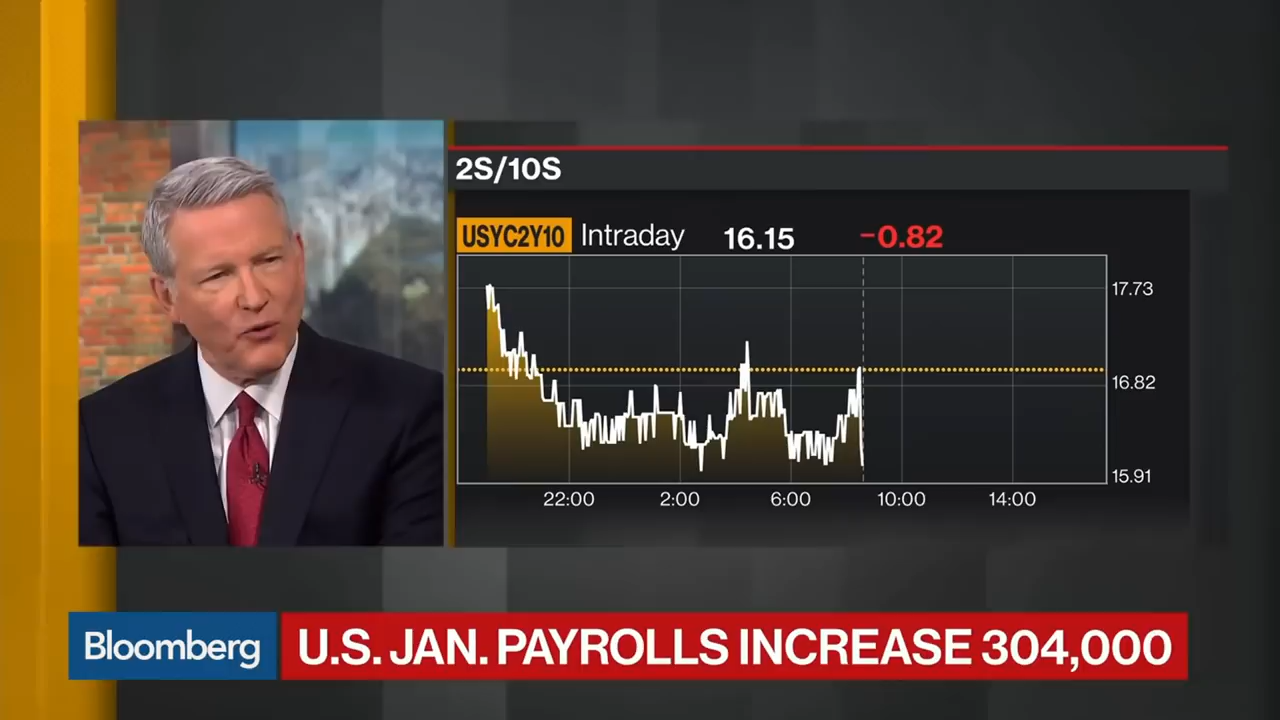 2S/10S
USYC2Y10 Intraday 16.15 -0.82
17.73
16.82
15.91
22:00 2:00 6:00 10:00 14:00
Bloomberg U.S. JAN. PAYROLLS INCREASE 304,000